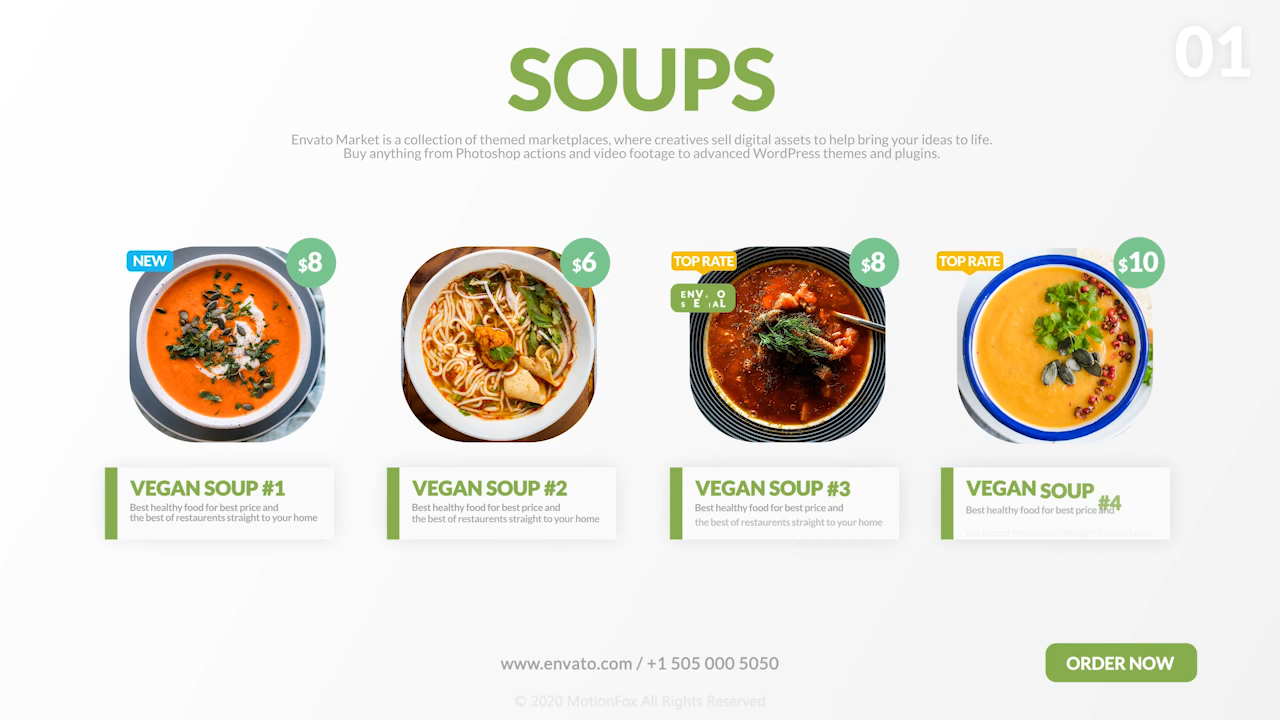 01
SOUPS
Envato Market is a collection of themed marketplaces, where creatives sell digital assets to help bring your ideas to life.
Buy anything from Photoshop actions and video footage to advanced WordPress themes and plugins.
NEW
$8
$6
TOP RATE
$8
TOP RATE
$10
VEGAN SOUP #1
Best healthy food for best price and
the best of restaurents straight to your home
VEGAN SOUP #2
Best healthy food for best price and
the best of restaurents straight to your home
VEGAN SOUP #3
Best healthy food for best price and
the best of restaurents straight to your home
VEGAN SOUP #4
Best healthy food for best price and
www.envato.com / +1 505 000 5050
ORDER NOW
© 2020 MotionFox All Rights Reserved